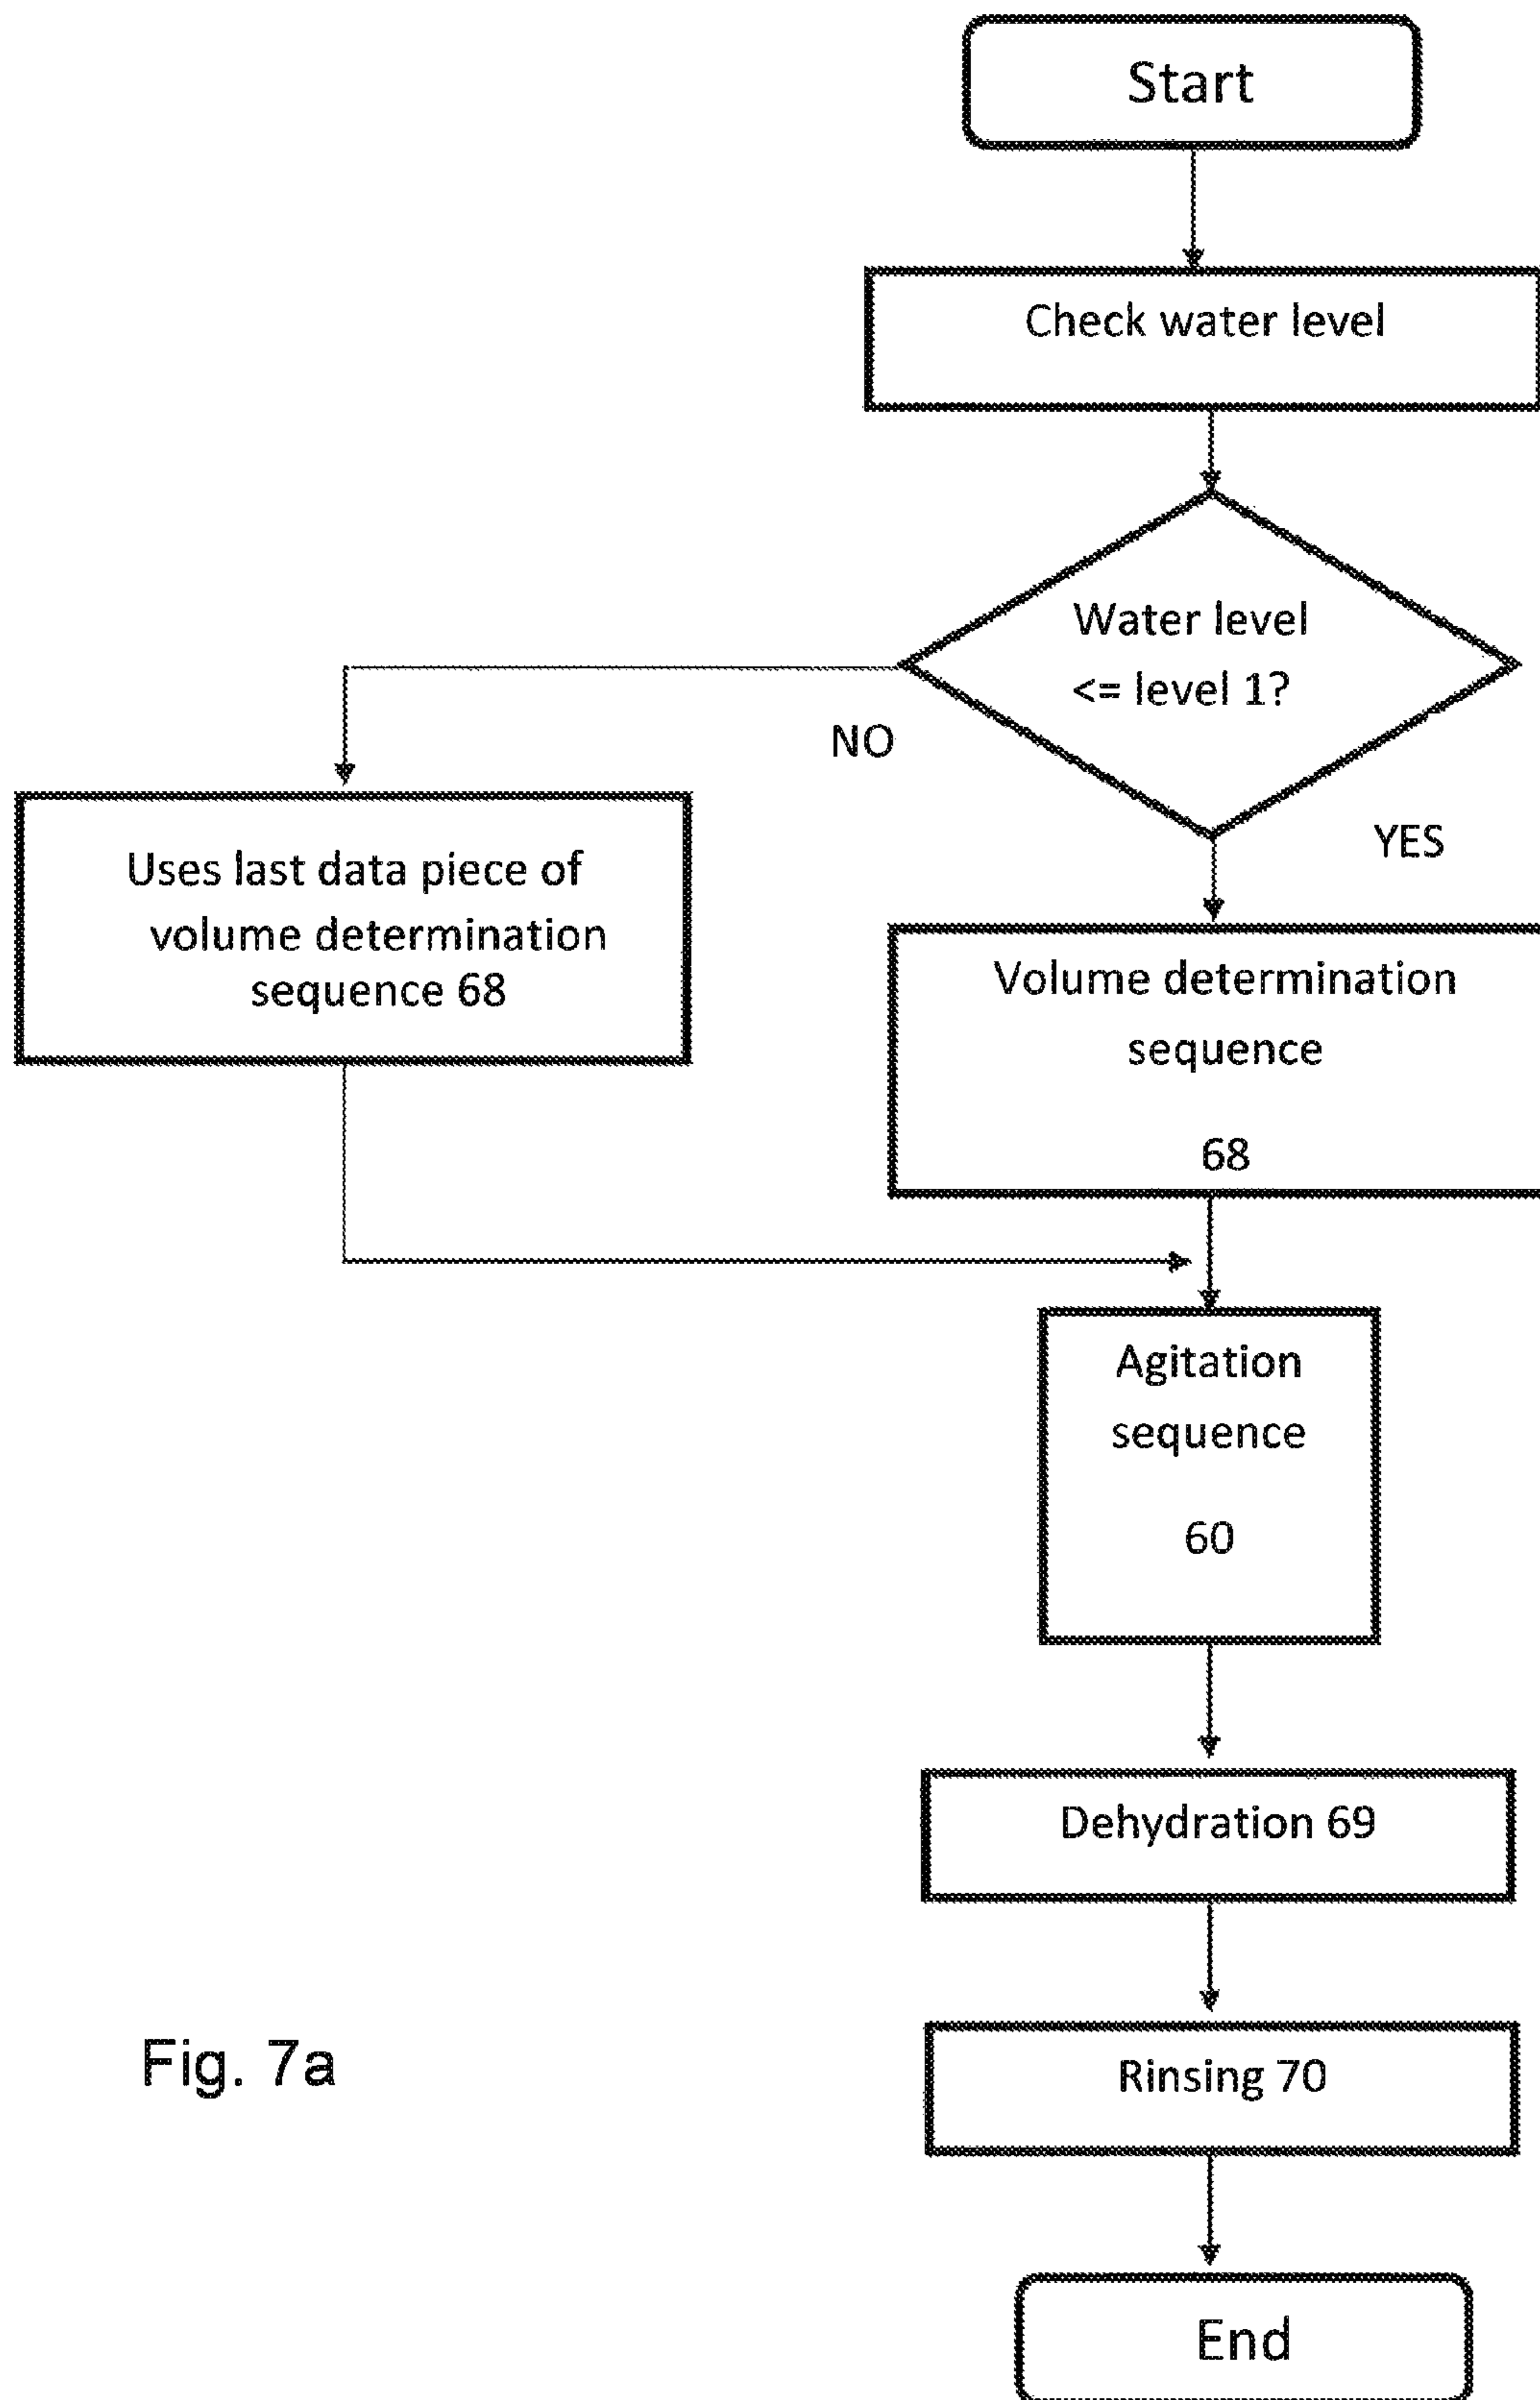 Start
Check water level
Water level
<= level 1?
NO
YES
Uses last data piece of
volume determination
sequence 68
Volume determination
sequence
68
Agitation
sequence
60
Dehydration 69
Rinsing 70
End
Fig. 7a